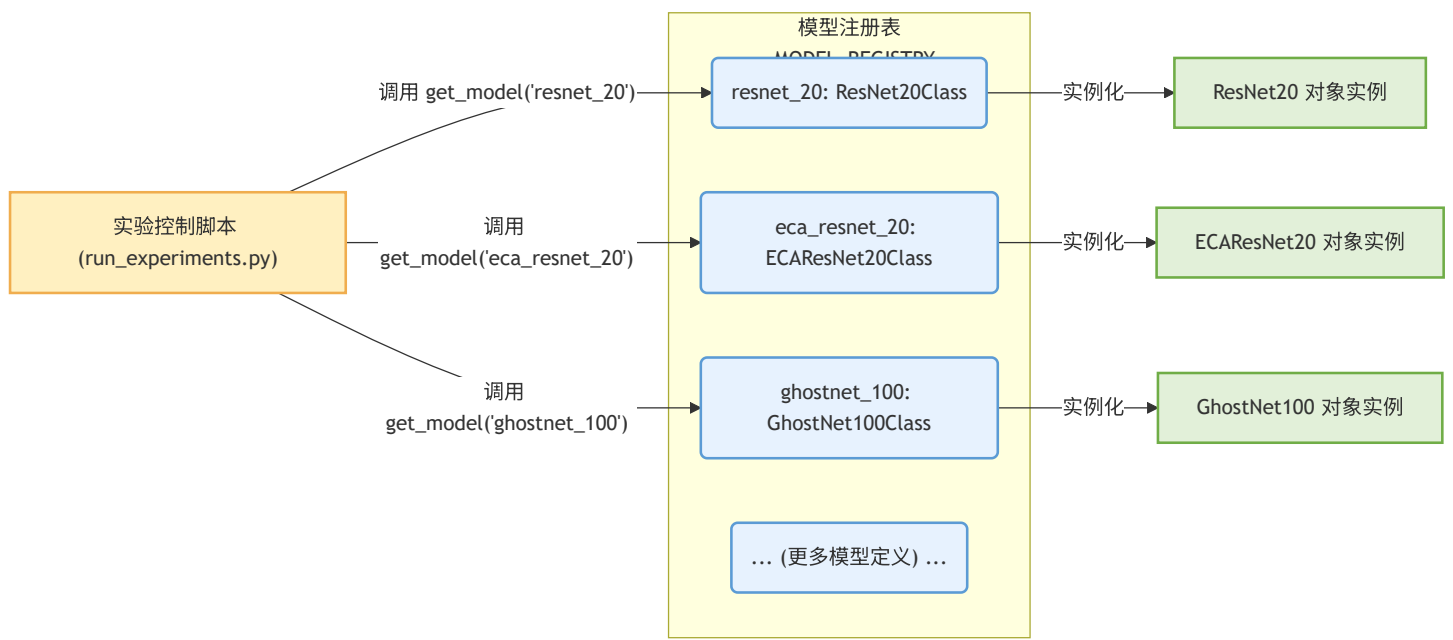 模型注册表
MODEL_REGISTRY
调用 get_model('resnet_20')
resnet_20: ResNet20Class
实例化
ResNet20 对象实例
实验控制脚本
(run_experiments.py)
调用
get_model('eca_resnet_20')
eca_resnet_20:
ECAResNet20Class
实例化
ECAResNet20 对象实例
调用
get_model('ghostnet_100')
ghostnet_100:
GhostNet100Class
实例化
GhostNet100 对象实例
... (更多模型定义) ...